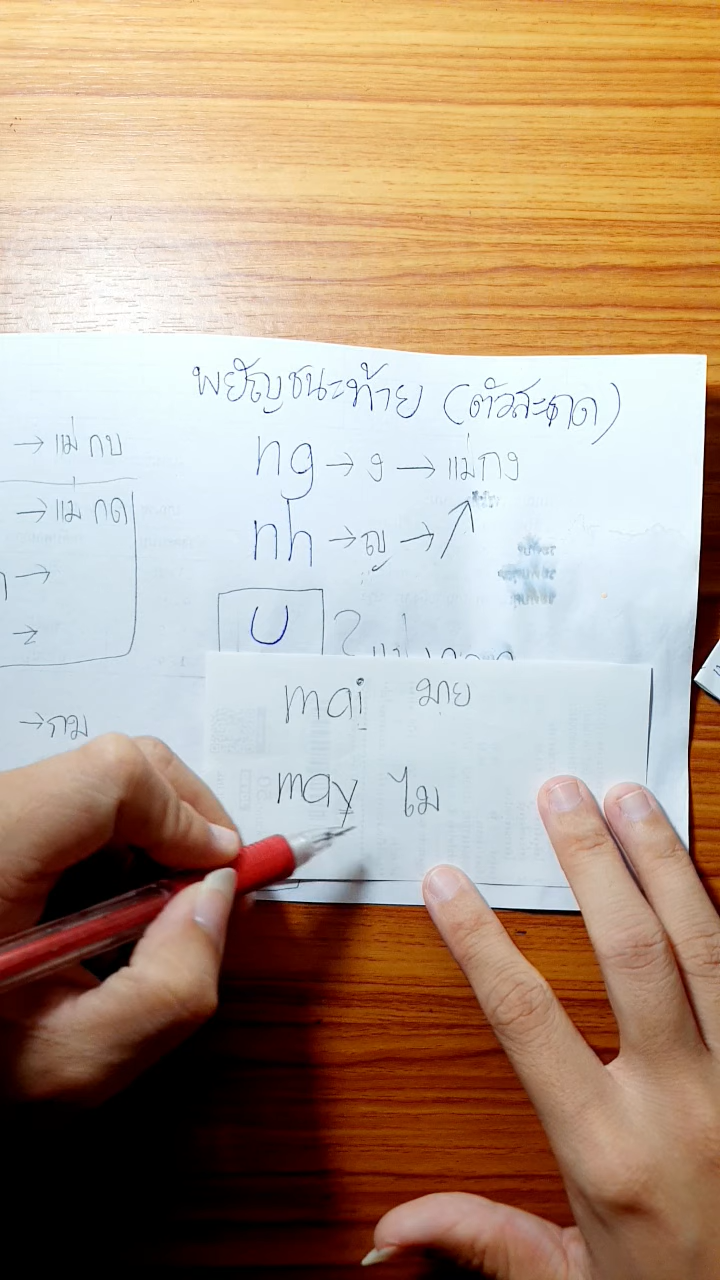 พยัญชนะท้าย (ตัวสะกด)
ng → ง → แม่กง
nh → ญ →
U
→ แม่ กบ
→ แม่ กด
→
→
→ กม
mai มาย
may ไม